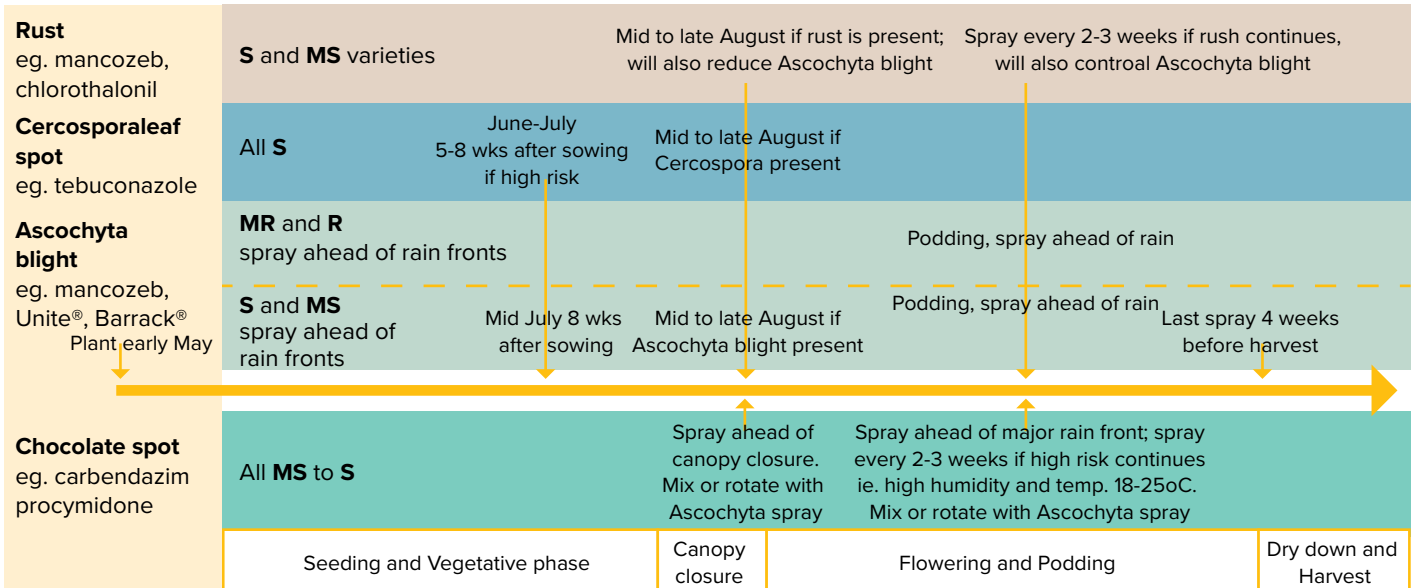 Rust
eg. mancozeb,
chlorothalonil
S and MS varieties
Mid to late August if rust is present;
will also reduce Ascochyta blight
Spray every 2-3 weeks if rush continues,
will also controal Ascochyta blight
Cercosporaleaf
spot
eg. tebuconazole
All S
June-July
5-8 wks after sowing
if high risk
Mid to late August if
Cercospora present
Ascochyta
blight
eg. mancozeb,
Unite®, Barrack®
MR and R
spray ahead of rain fronts
Podding, spray ahead of rain
S and MS
spray ahead of
rain fronts
Mid July 8 wks
after sowing
Mid to late August if
Ascochyta blight present
Podding, spray ahead of rain
Last spray 4 weeks
before harvest
Plant early May
Chocolate spot
eg. carbendazim
procymidone
All MS to S
Spray ahead of
canopy closure.
Mix or rotate with
Ascochyta spray
Spray ahead of major rain front; spray
every 2-3 weeks if high risk continues
ie. high humidity and temp. 18-25oC.
Mix or rotate with Ascochyta spray
Seeding and Vegetative phase
Canopy
closure
Flowering and Podding
Dry down and
Harvest